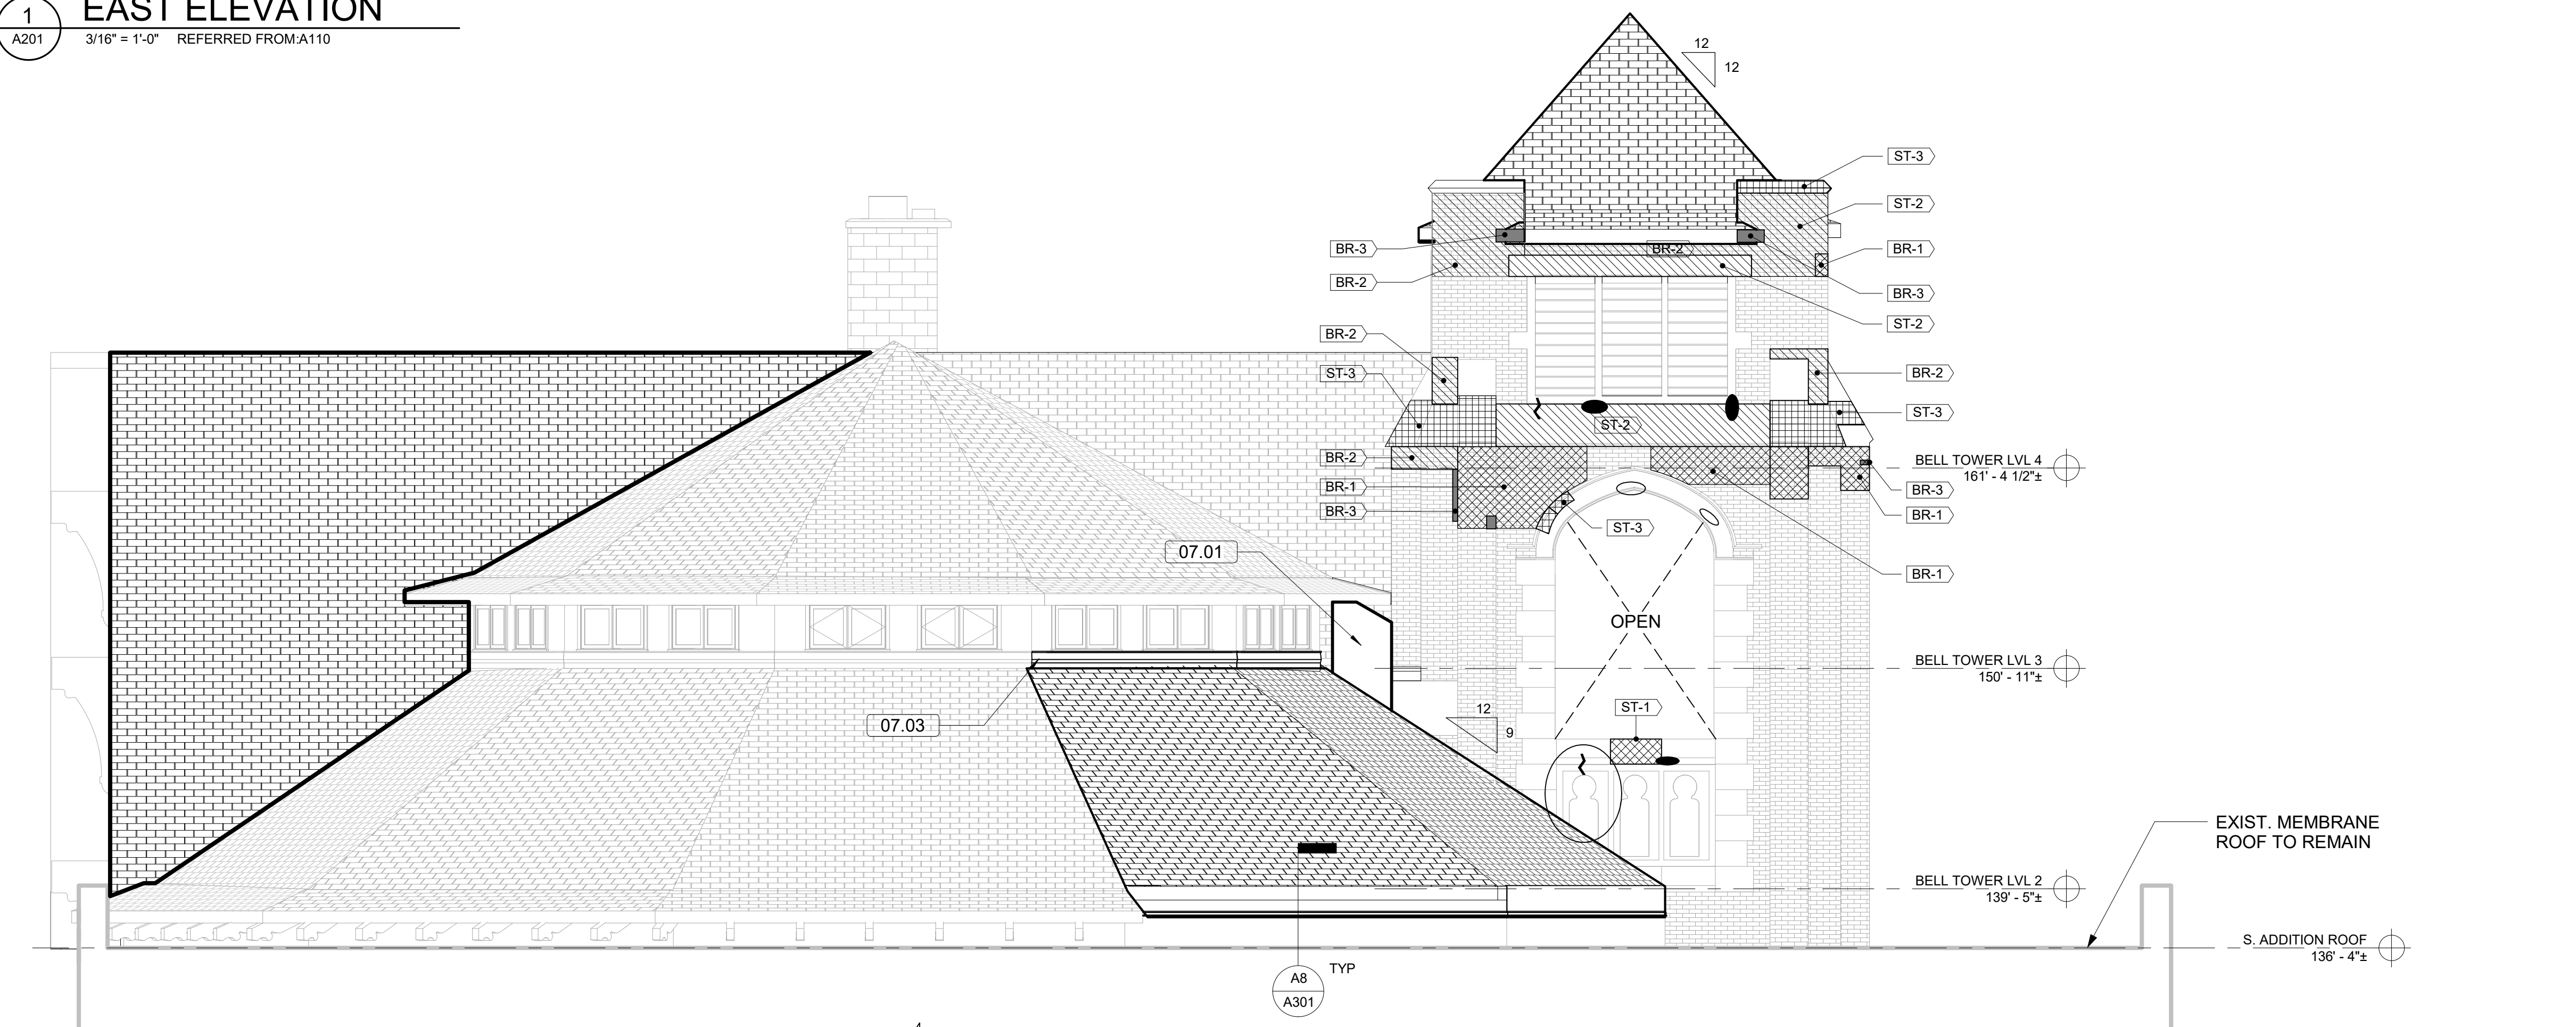 1
A201
EAST ELEVATION
3/16" = 1'-0" REFERRED FROM:A110
12
12
ST-3
ST-2
BR-3
BR-2
BR-1
BR-2
BR-3
ST-2
BR-2
ST-3
BR-2
ST-3
ST-2
BR-2
BR-1
BR-3
BELL TOWER LVL 4
161' - 4 1/2"±
BR-3
BR-1
ST-3
07.01
BR-1
OPEN
BELL TOWER LVL 3
150' - 11"±
07.03
12
9
ST-1
EXIST. MEMBRANE
ROOF TO REMAIN
BELL TOWER LVL 2
139' - 5"±
S. ADDITION ROOF
136' - 4"±
A8
A301
TYP